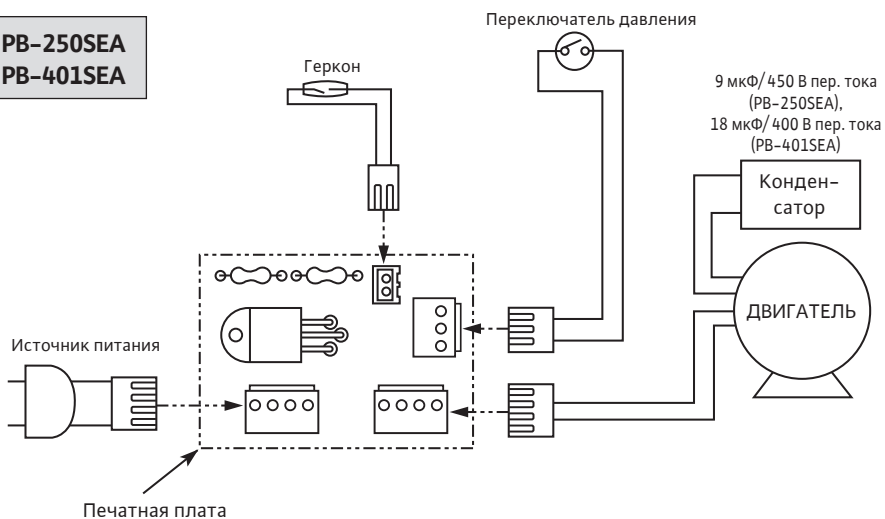 PB–250SEA
PB–401SEA
Переключатель давления
Геркон
9 мкФ/450 В пер. тока
(PB–250SEA),
18 мкФ/400 В пер. тока
(PB–401SEA)
Конден–
сатор
ДВИГАТЕЛЬ
Источник питания
Печатная плата